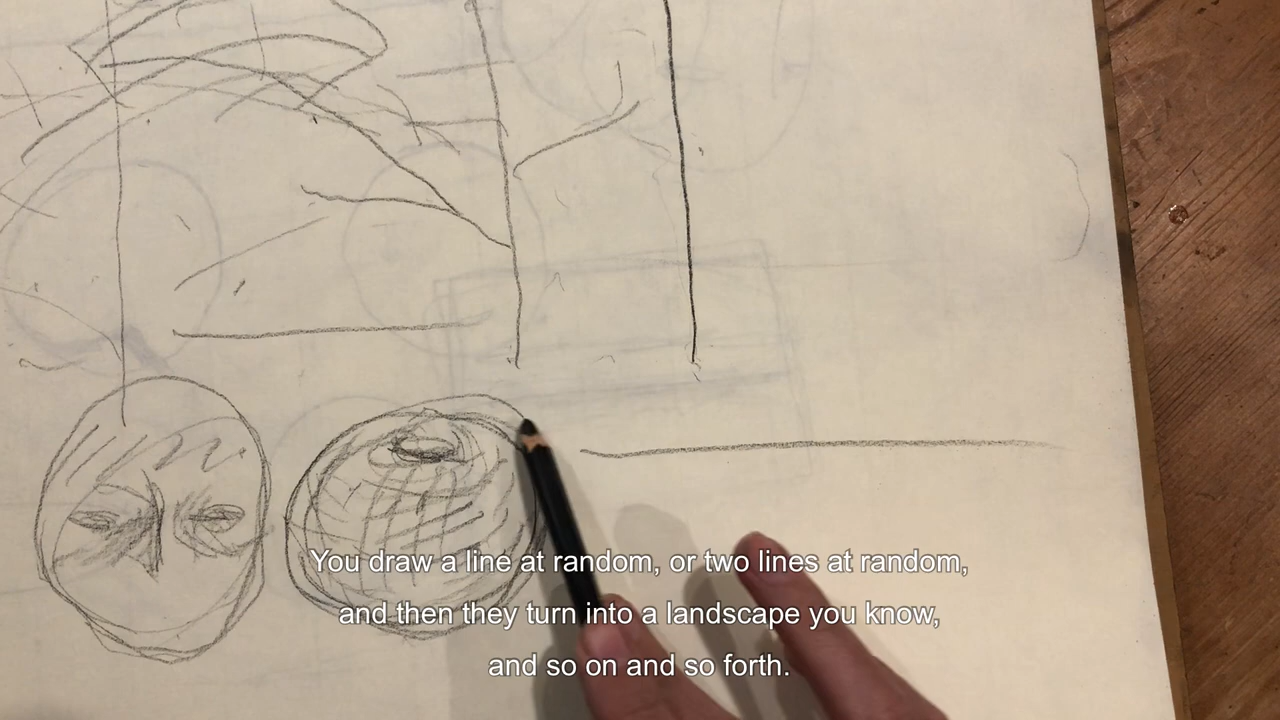 You draw a line at random, or two lines at random,
and then they turn into a landscape you know,
and so on and so forth.